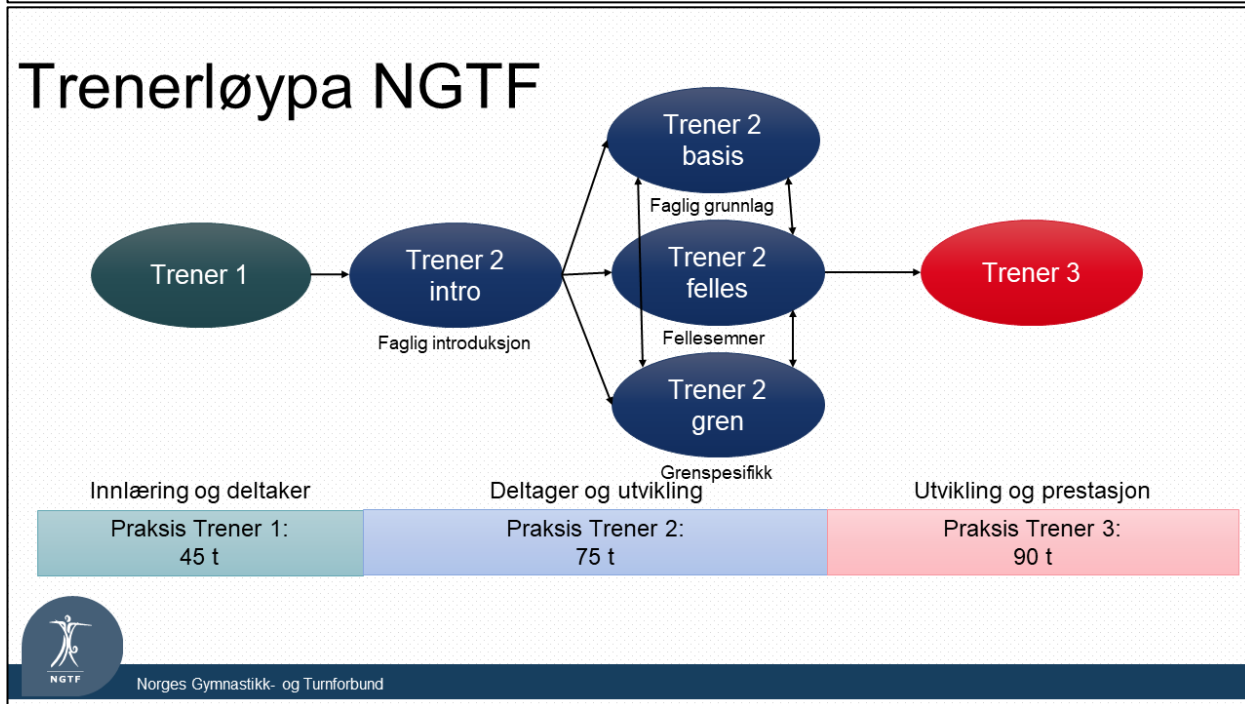 Trenerløypa NGTF
Trener 1
Trener 2
intro
Faglig introduksjon
Trener 2
basis
Faglig grunnlag
Trener 2
felles
Fellesemner
Trener 2
gren
Grenspesifikk
Trener 3
Innlæring og deltaker
Deltager og utvikling
Utvikling og prestasjon
Praksis Trener 1:
45 t
Praksis Trener 2:
75 t
Praksis Trener 3:
90 t
NGTF
Norges Gymnastikk- og Turnforbund